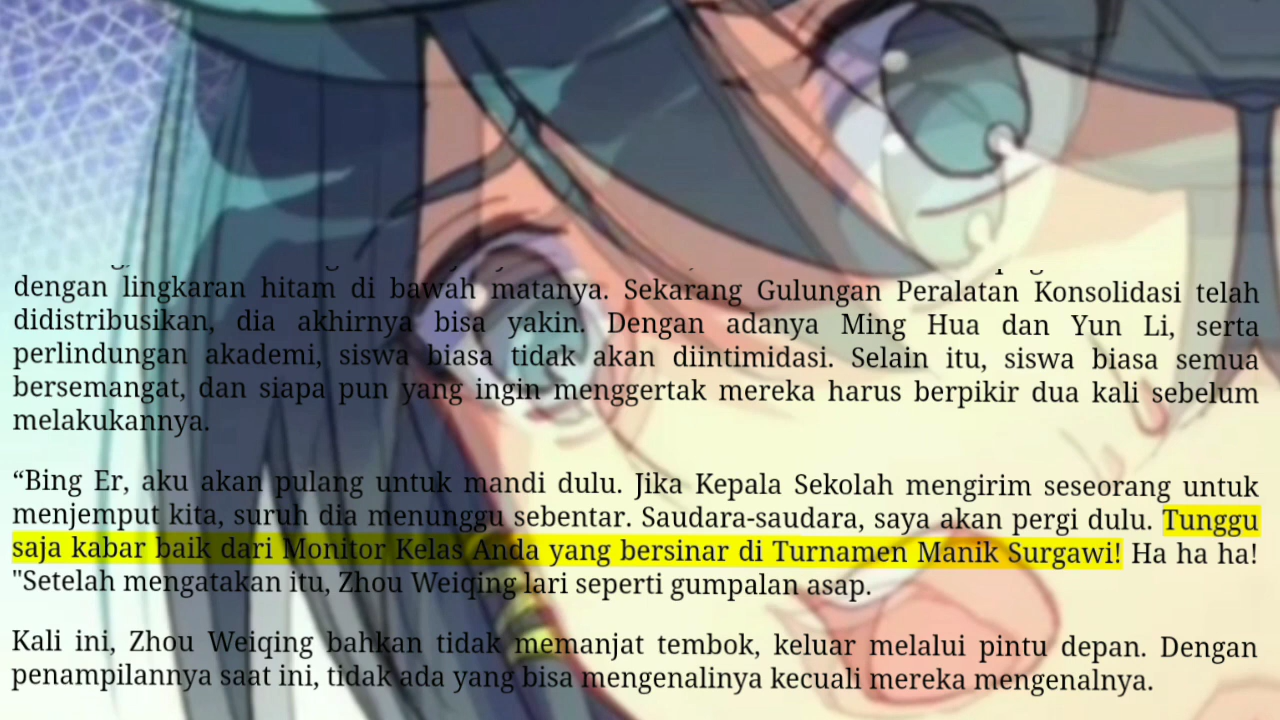 dengan lingkaran hitam di bawah matanya. Sekarang Gulungan Peralatan Konsolidasi telah
didistribusikan, dia akhirnya bisa yakin. Dengan adanya Ming Hua dan Yun Li, serta
perlindungan akademi, siswa biasa tidak akan diintimidasi. Selain itu, siswa biasa semua
bersemangat, dan siapa pun yang ingin menggertak mereka harus berpikir dua kali sebelum
melakukannya.
“Bing Er, aku akan pulang untuk mandi dulu. Jika Kepala Sekolah mengirim seseorang untuk
menjemput kita, suruh dia menunggu sebentar. Saudara-saudara, saya akan pergi dulu. Tunggu
saja kabar baik dari Monitor Kelas Anda yang bersinar di Turnamen Manik Surgawi! Ha ha ha!
"Setelah mengatakan itu, Zhou Weiqing lari seperti gumpalan asap.
Kali ini, Zhou Weiqing bahkan tidak memanjat tembok, keluar melalui pintu depan. Dengan
penampilannya saat ini, tidak ada yang bisa mengenalinya kecuali mereka mengenalnya.